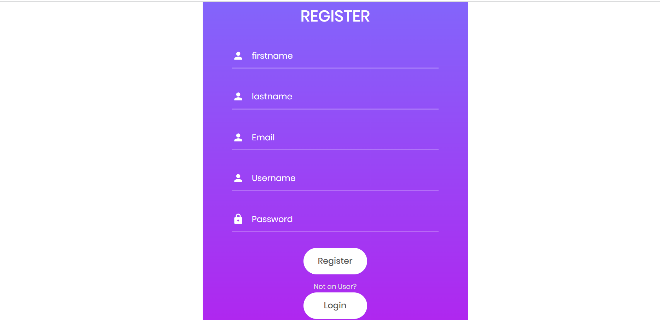 REGISTER
firstname
lastname
Email
Username
Password
Register
Not an User?
Login